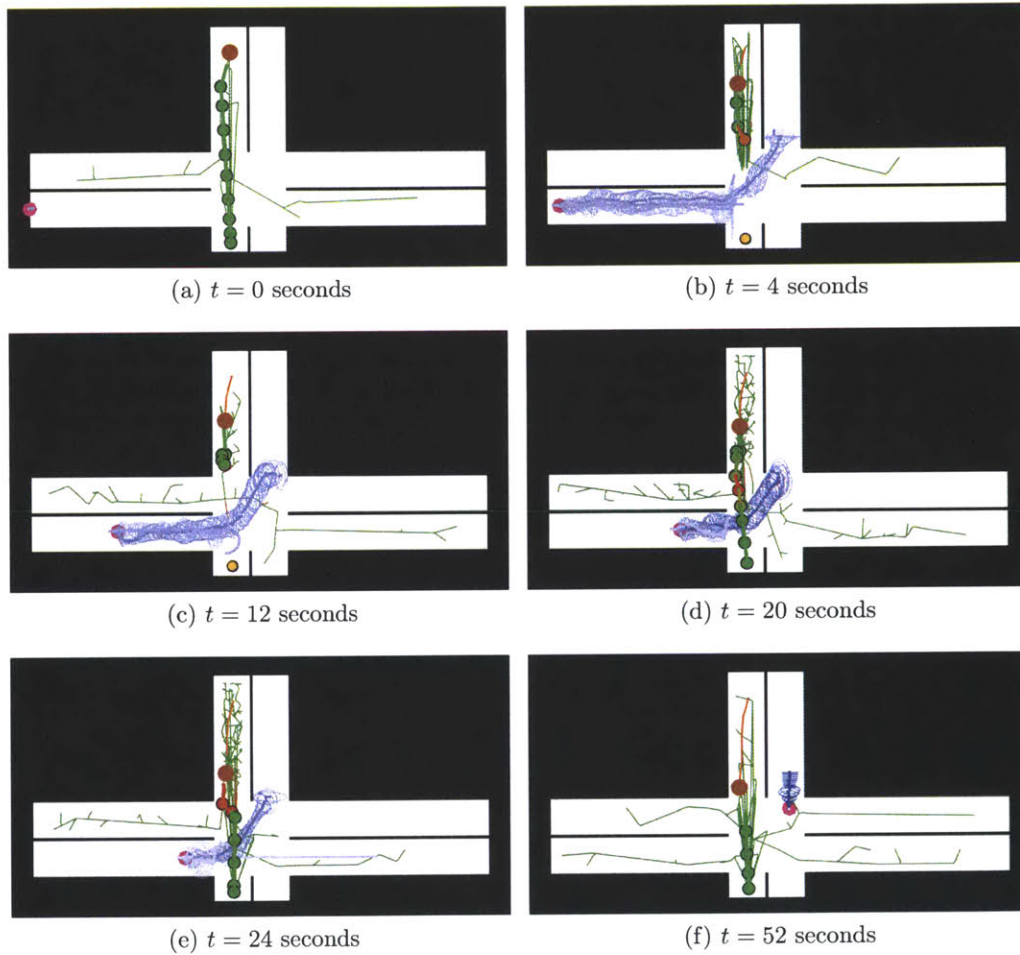 (a) t = 0 seconds
(b) t = 4 seconds
(c) t = 12 seconds
(d) t = 20 seconds
(e) t = 24 seconds
(f) t = 52 seconds